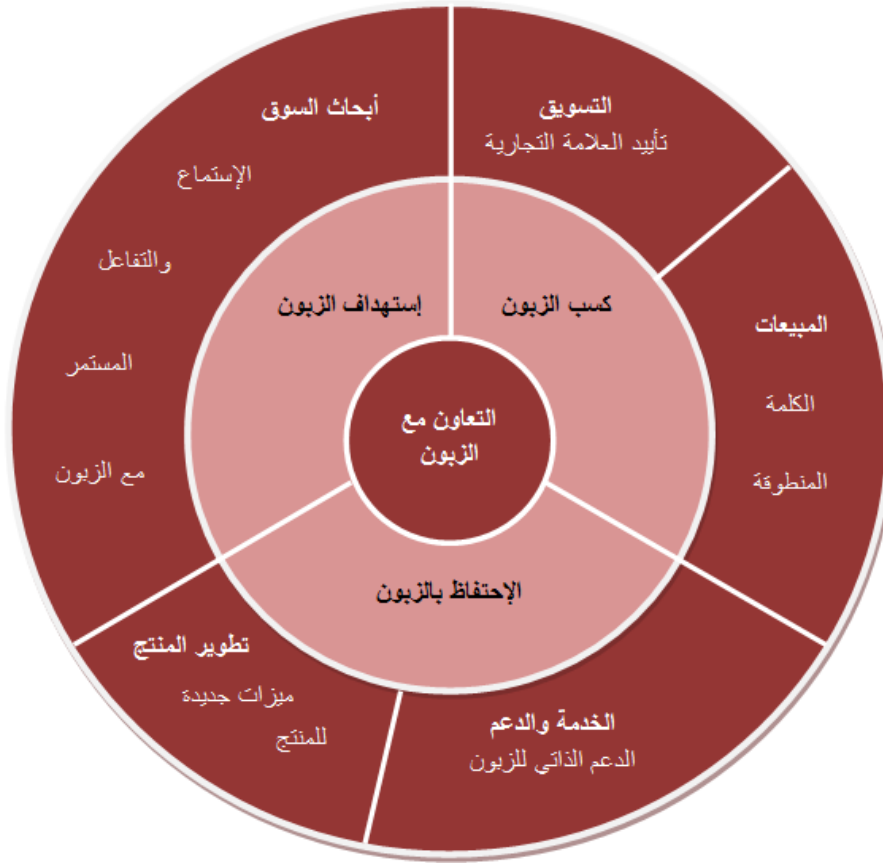 التسويق
تأييد العلامة التجارية
المبيعات
الكلمة
المنطوقة
الخدمة والدعم
الدعم الذاتي للزبون
تطوير المنتج
ميزات جديدة
للمنتج
أبحاث السوق
الإستماع
والتفاعل
المستمر
مع الزبون
كسب الزبون
الإحتفاظ بالزبون
إستهداف الزبون
التعاون مع
الزبون